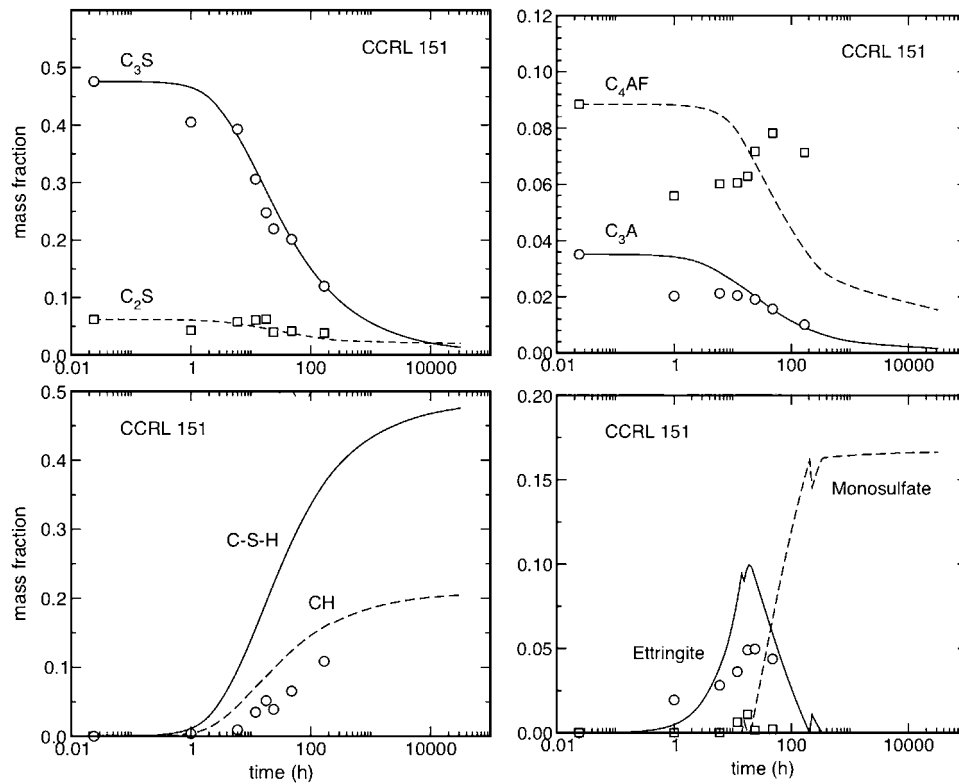 CCRL 151
C₃S
C₂S
mass fraction
0.5
0.4
0.3
0.2
0.1
0.0
0.01
1
100
10000
CCRL 151
C₄AF
C₃A
0.12
0.10
0.08
0.06
0.04
0.02
0.00
0.01
1
100
10000
CCRL 151
C-S-H
CH
mass fraction
0.5
0.4
0.3
0.2
0.1
0.0
0.01
1
100
10000
time (h)
CCRL 151
Monosulfate
Ettringite
0.20
0.15
0.10
0.05
0.00
0.01
1
100
10000
time (h)